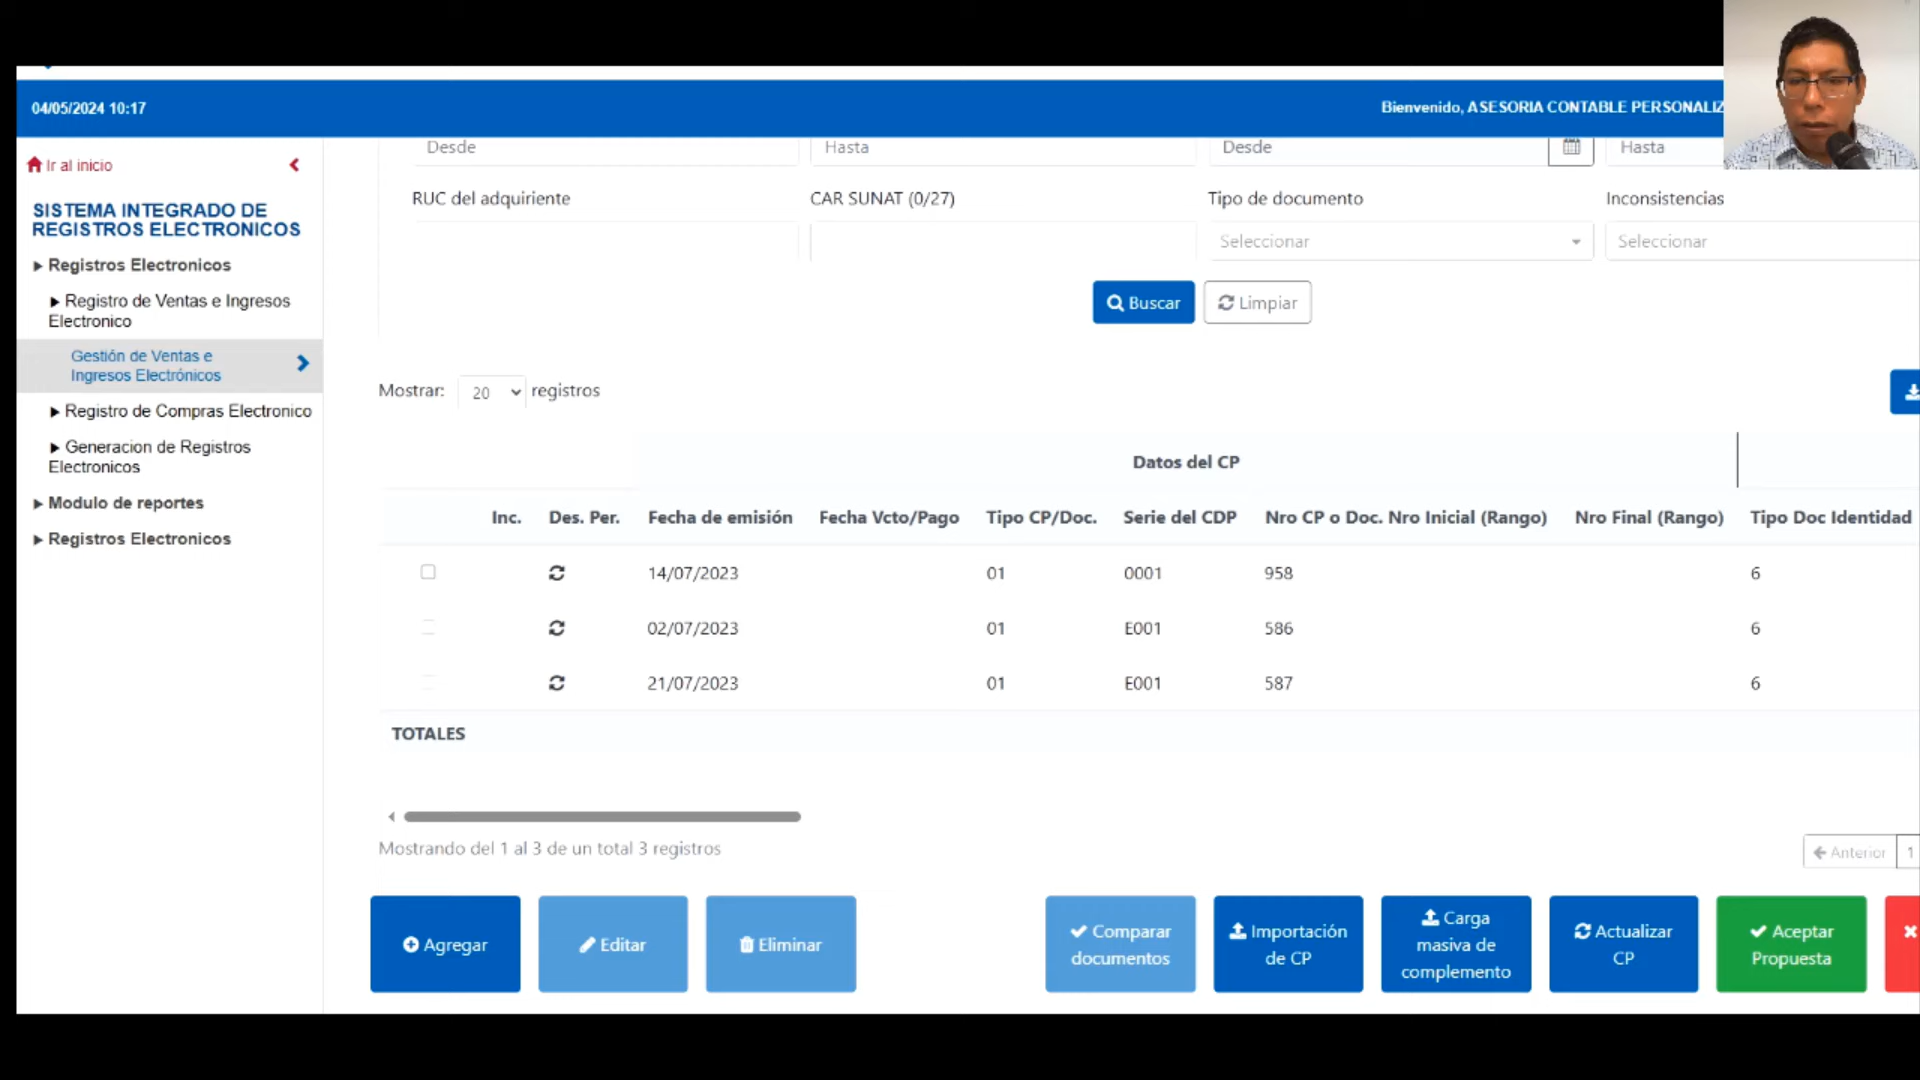 04/05/2024 10:17
Bienvenido, ASESORIA CONTABLE PERSONALIZ
Ir al inicio
SISTEMA INTEGRADO DE
REGISTROS ELECTRONICOS
Registros Electronicos
Registro de Ventas e Ingresos
Electronico
Gestión de Ventas e
Ingresos Electrónicos
Registro de Compras Electronico
Generacion de Registros
Electronicos
Modulo de reportes
Registros Electronicos
Desde Hasta Desde Hasta
RUC del adquiriente CAR SUNAT (0/27) Tipo de documento Inconsistencias
Seleccionar Seleccionar
Buscar Limpiar
Mostrar: 20 registros
Datos del CP
Inc. Des. Per. Fecha de emisión Fecha Vcto/Pago Tipo CP/Doc. Serie del CDP Nro CP o Doc. Nro Inicial (Rango) Nro Final (Rango) Tipo Doc Identidad
14/07/2023 01 0001 958 6
02/07/2023 01 E001 586 6
21/07/2023 01 E001 587 6
TOTALES
Mostrando del 1 al 3 de un total 3 registros
Anterior 1
Agregar
Editar
Eliminar
Comparar
documentos
Importación
de CP
Carga
masiva de
complemento
Actualizar
CP
Aceptar
Propuesta